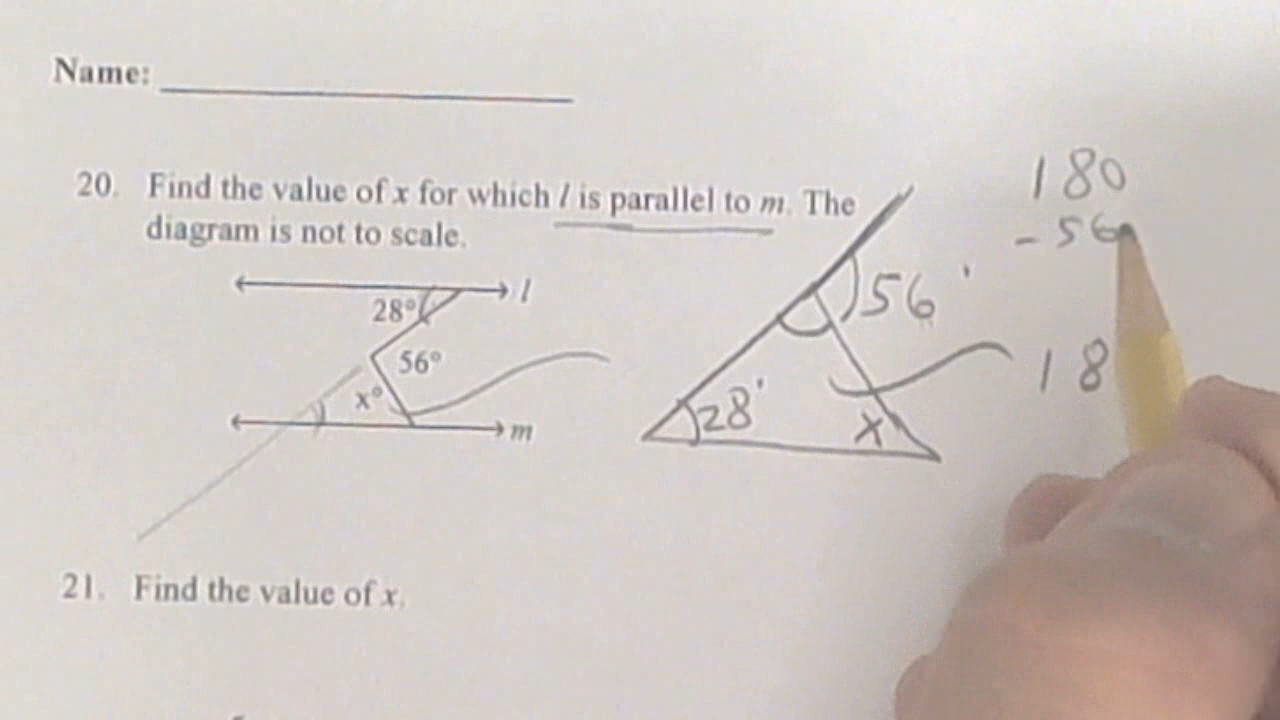 Name:
20. Find the value of x for which l is parallel to m. The
diagram is not to scale.
28°
l
56°
x°
m
56
28
x
180
- 56
18
21. Find the value of x.